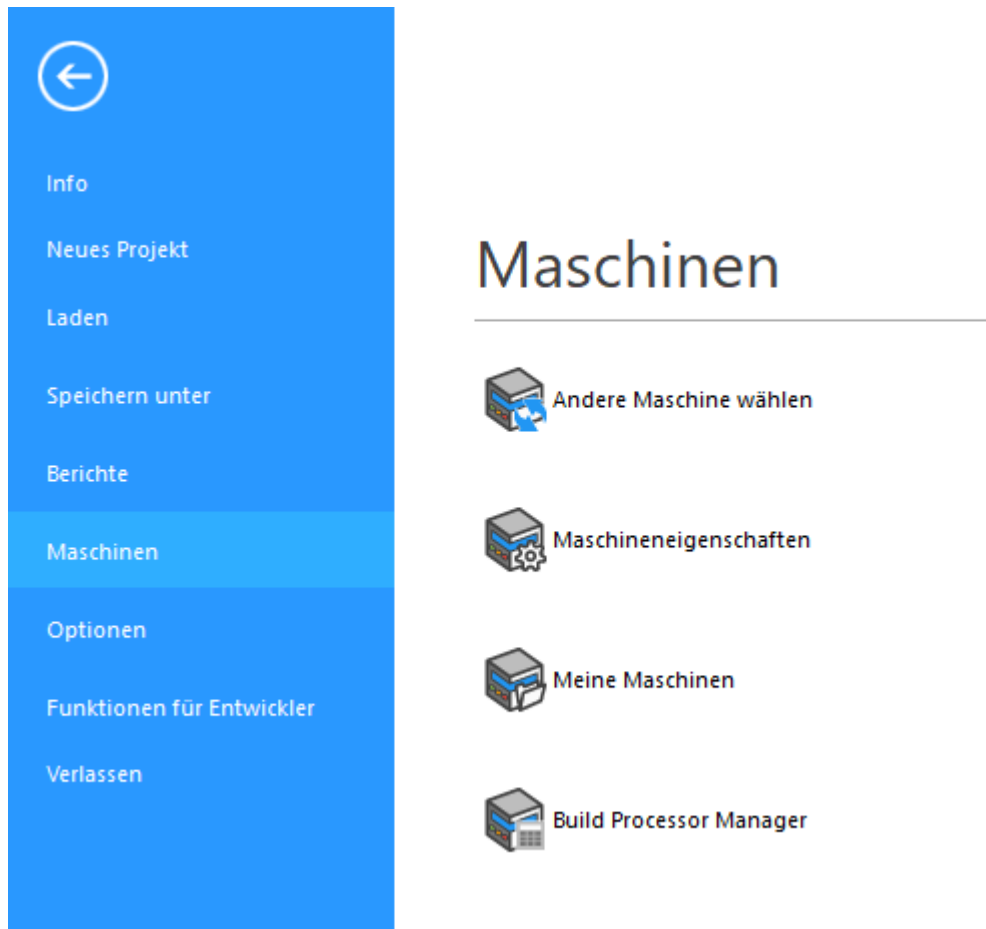 Info
Neues Projekt
Laden
Speichern unter
Berichte
Maschinen
Optionen
Funktionen für Entwickler
Verlassen
Maschinen
Andere Maschine wählen
Maschineneigenschaften
Meine Maschinen
Build Processor Manager